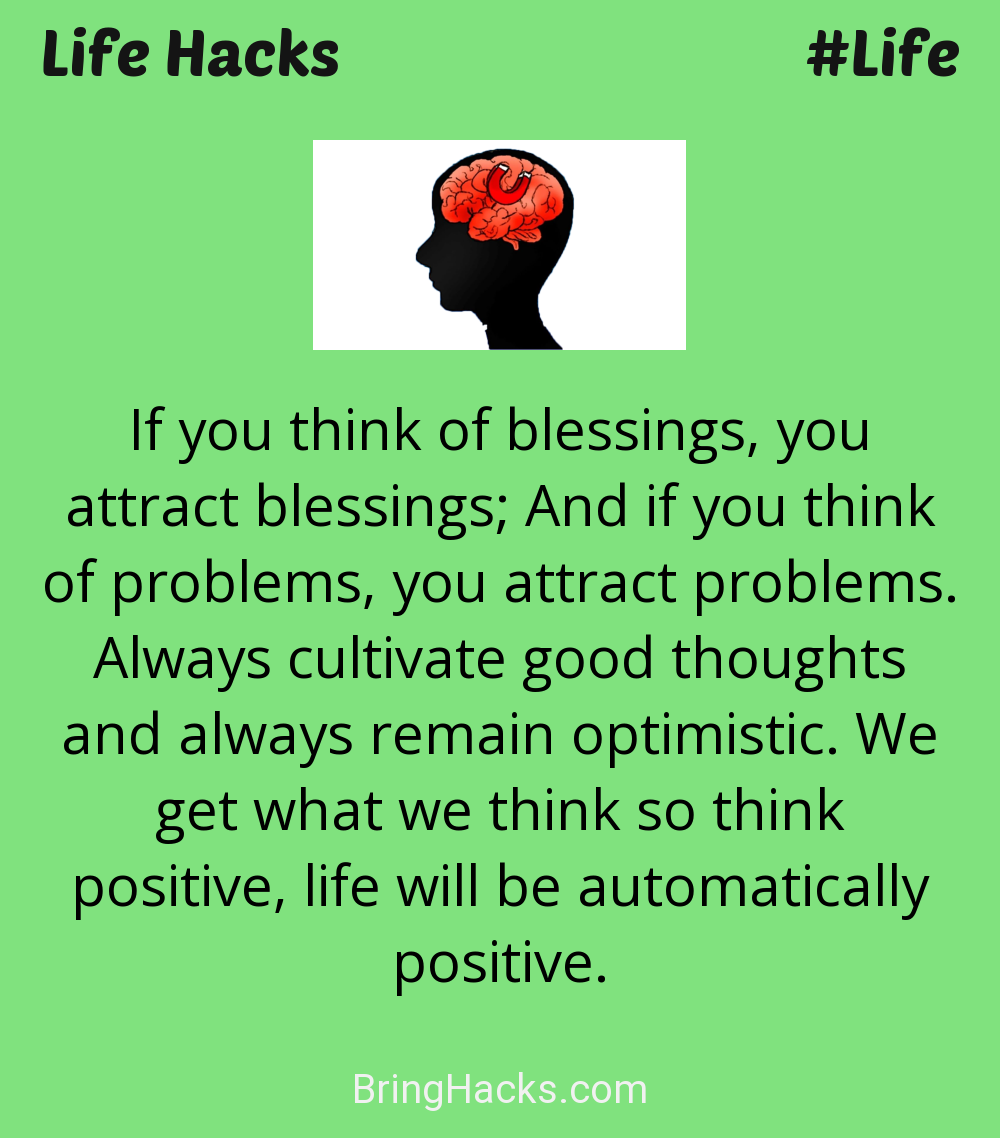 Life Hacks
#Life
If you think of blessings, you
attract blessings; And if you think
of problems, you attract problems.
Always cultivate good thoughts
and always remain optimistic. We
get what we think so think
positive, life will be automatically
positive.
BringHacks.com